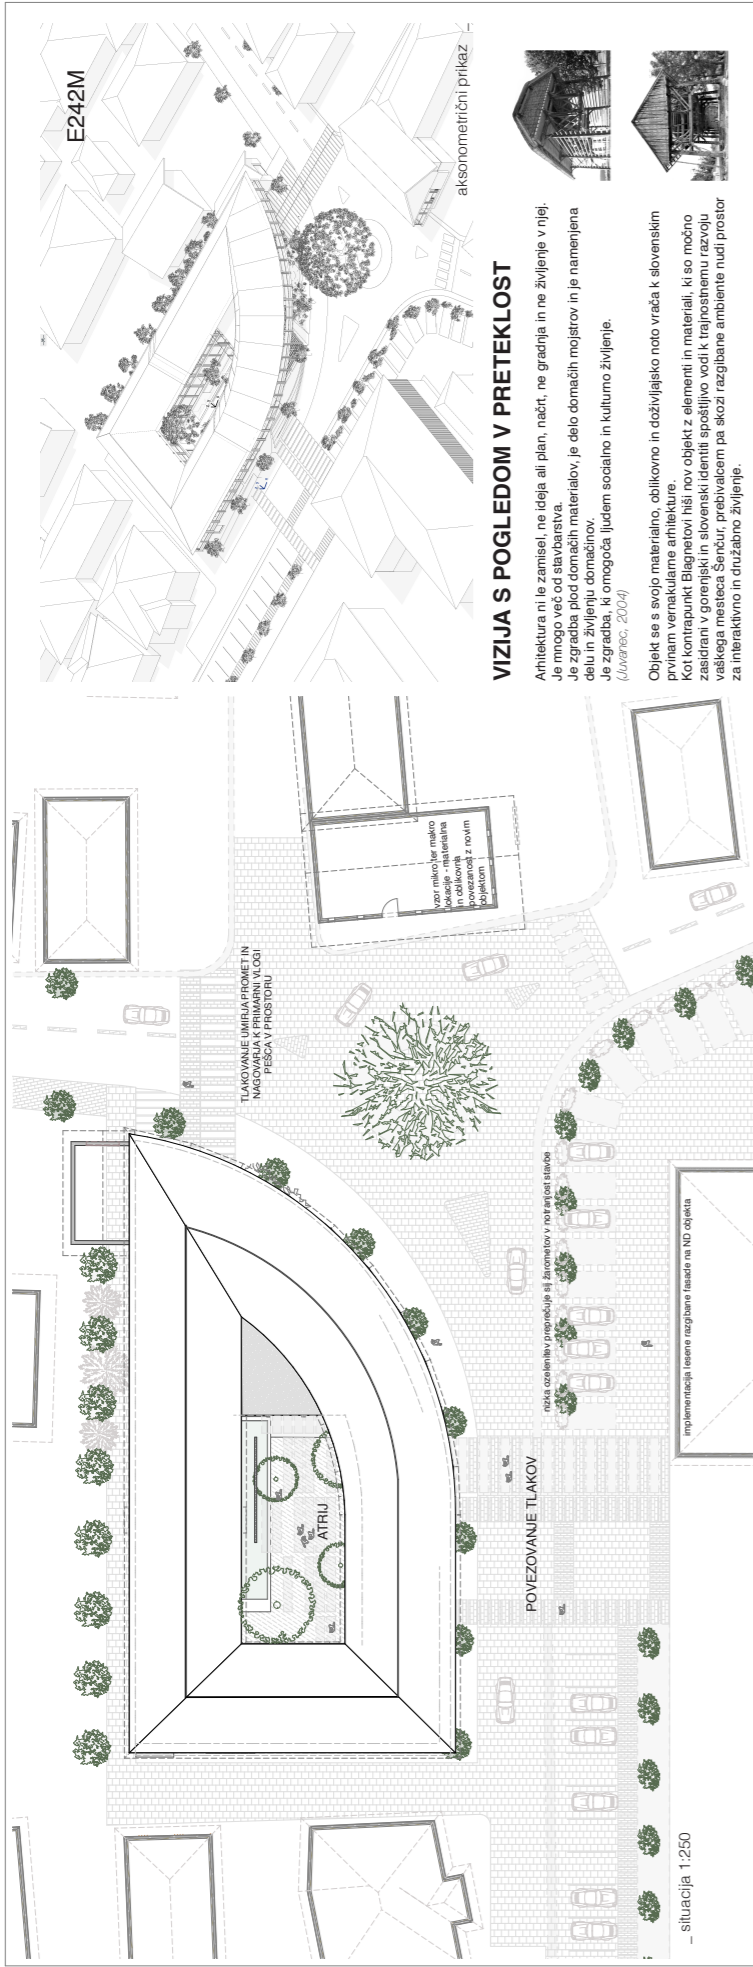 E242M
aksonometrični prikaz
VIZIJA S POGLEDOM V PRETEKLOST
Arhitektura ni le zamisel, ne ideja ali plan, načrt, ne gradnja in ne življenje v njej.
Je mnogo več od stavbarstva.
Je zgradba plod domačih materialov, je delo domačih mojstrov in je namenjena
delu in življenju domačinov.
Je zgradba, ki omogoča ljudem socialno in kulturno življenje.
(Juvanec, 2004)
Objekt se s svojo materialno, oblikovno in doživljajsko noto vrača k slovenskim
prvinam vernakularne arhitekture.
Kot kontrapunkt Blagnetovi hiši nov objekt z elementi in materiali, ki so močno
zasidrani v gorenjski in slovenski identiti spoštljivo vodi k trajnostnemu razvoju
vaškega mesteca Šenčur, prebivalcem pa skozi razgibane ambiente nudi prostor
za interaktivno in družabno življenje.
TLAKOVANJE UMIRJA PROMET IN
NAGOVARJA K PRIMARNI VLOGI
PEŠCA V PROSTORU
vzor mikro ter makro
lokacije - materialna
in oblikovna
povezanost z novim
objektom
ATRIJ
POVEZOVANJE TLAKOV
nizka ozelenitev preprečuje sij žarometov v notranjost stavbe
implementacija lesene razgibane fasade na ND objekta
_ situacija 1:250